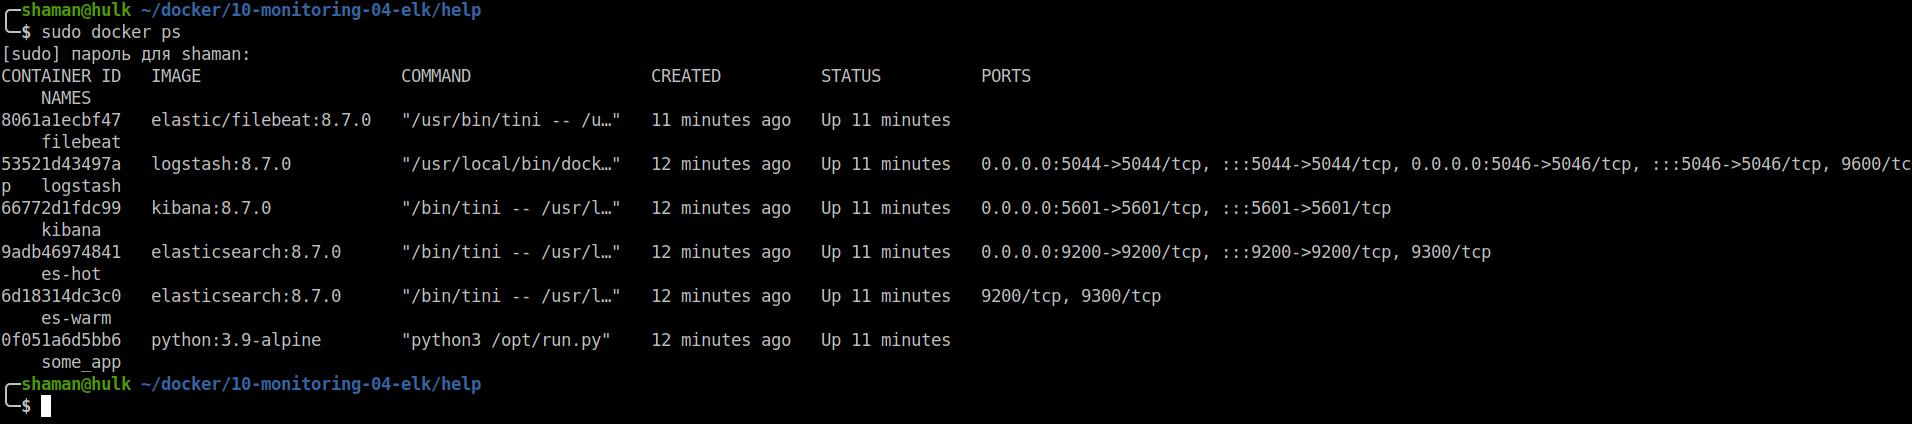 shaman@hulk ~/docker/10-monitoring-04-elk/help
$ sudo docker ps
[sudo] пароль для shaman:
CONTAINER ID   IMAGE                    COMMAND                  CREATED          STATUS          PORTS
    NAMES
8061a1ecbf47   elastic/filebeat:8.7.0   "/usr/bin/tini -- /u…"   11 minutes ago   Up 11 minutes
    filebeat
53521d43497a   logstash:8.7.0           "/usr/local/bin/dock…"   12 minutes ago   Up 11 minutes   0.0.0.0:5044->5044/tcp, :::5044->5044/tcp, 0.0.0.0:5046->5046/tcp, :::5046->5046/tcp, 9600/tc
p   logstash
66772d1fdc99   kibana:8.7.0             "/bin/tini -- /usr/l…"   12 minutes ago   Up 11 minutes   0.0.0.0:5601->5601/tcp, :::5601->5601/tcp
    kibana
9adb46974841   elasticsearch:8.7.0      "/bin/tini -- /usr/l…"   12 minutes ago   Up 11 minutes   0.0.0.0:9200->9200/tcp, :::9200->9200/tcp, 9300/tcp
    es-hot
6d18314dc3c0   elasticsearch:8.7.0      "/bin/tini -- /usr/l…"   12 minutes ago   Up 11 minutes   9200/tcp, 9300/tcp
    es-warm
0f051a6d5bb6   python:3.9-alpine        "python3 /opt/run.py"    12 minutes ago   Up 11 minutes
    some_app
shaman@hulk ~/docker/10-monitoring-04-elk/help
$